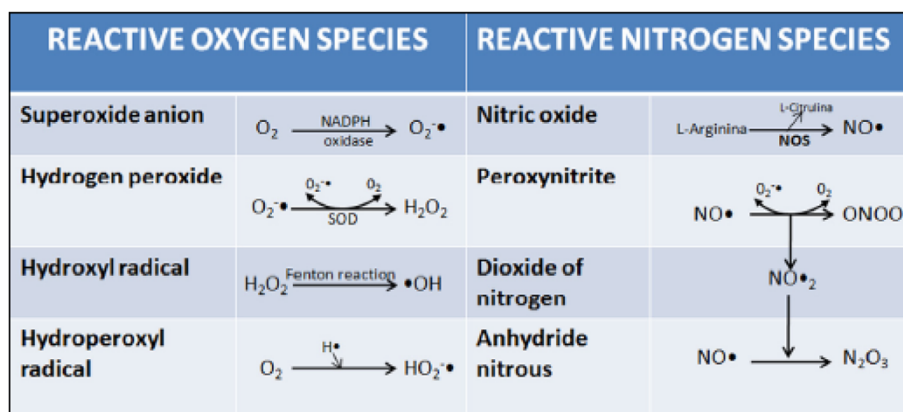 REACTIVE OXYGEN SPECIES
REACTIVE NITROGEN SPECIES
Superoxide anion
O₂ NADPH oxidase O₂⁻•
Nitric oxide
L-Arginina L-Citrulina NOS NO•
Hydrogen peroxide
O₂⁻• O₂⁻• O₂ SOD H₂O₂
Peroxynitrite
NO• O₂⁻• O₂ ONOO
Hydroxyl radical
H₂O₂ Fenton reaction •OH
Dioxide of
nitrogen
NO•₂
Hydroperoxyl
radical
O₂ H• HO₂⁻•
Anhydride
nitrous
NO• N₂O₃